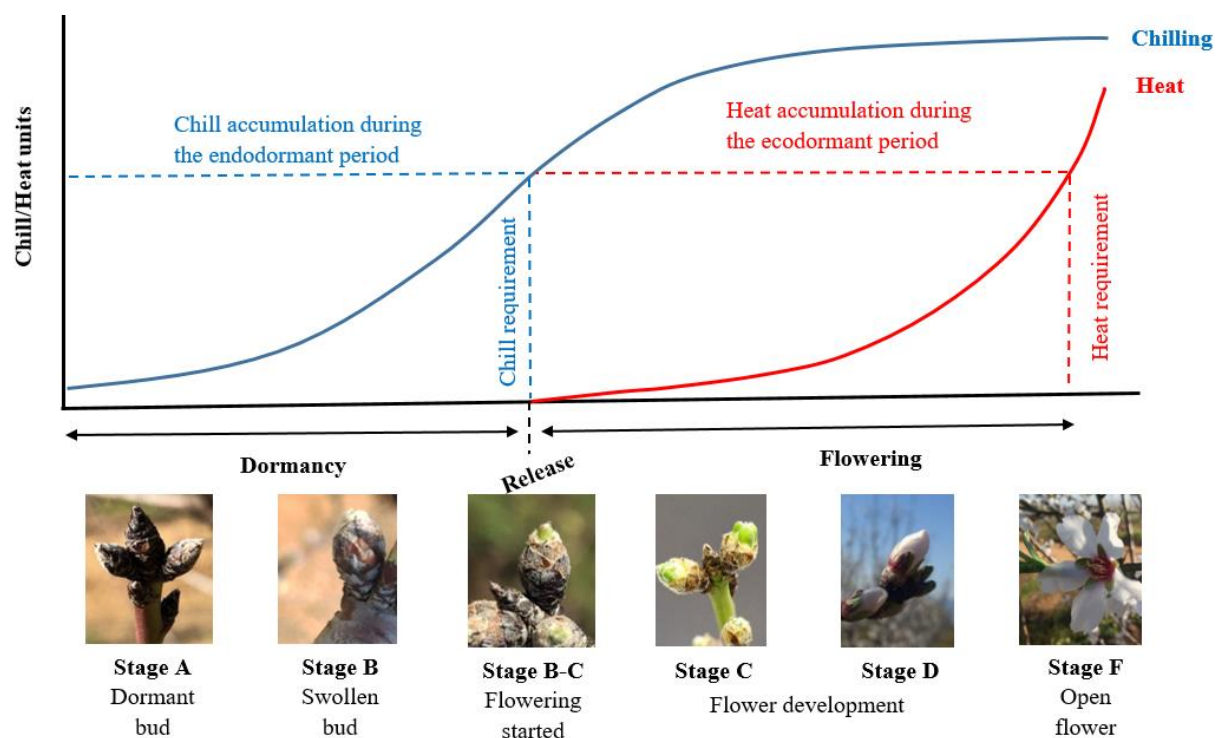 Chilling
Heat
Chill accumulation during
the endodormant period
Heat accumulation during
the ecodormant period
Chill/Heat units
Chill requirement
Heat requirement
Dormancy
Release
Flowering
Stage A
Dormant
bud
Stage B
Swollen
bud
Stage B-C
Flowering
started
Stage C
Stage D
Flower development
Stage F
Open
flower